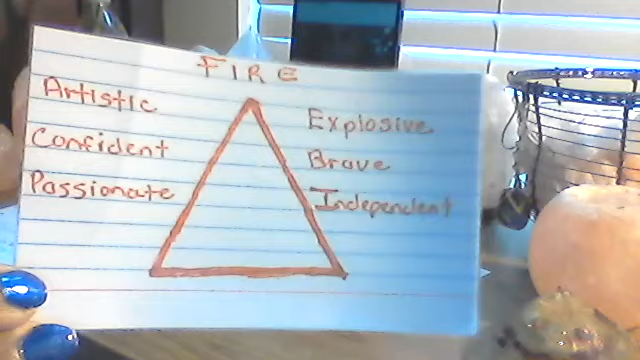 FIRE
Artistic
Confident
Passionate
Explosive
Brave
Independent